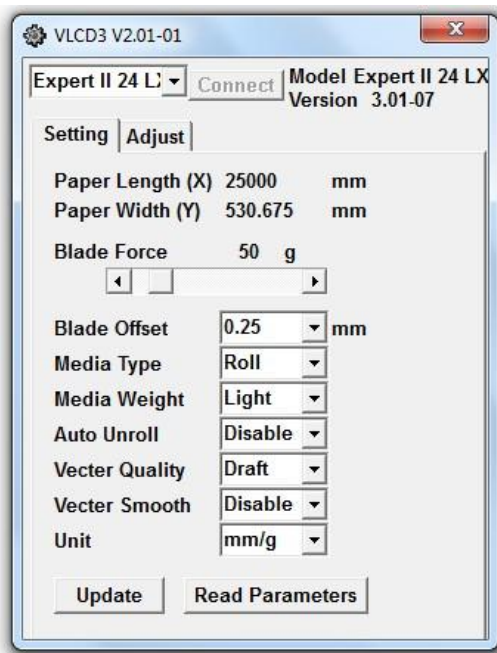 VLCD3 V2.01-01
Expert II 24 LX Connect Model Expert II 24 LX
Version 3.01-07
Setting Adjust
Paper Length (X) 25000 mm
Paper Width (Y) 530.675 mm
Blade Force 50 g
Blade Offset 0.25 mm
Media Type Roll
Media Weight Light
Auto Unroll Disable
Vecter Quality Draft
Vecter Smooth Disable
Unit mm/g
Update Read Parameters